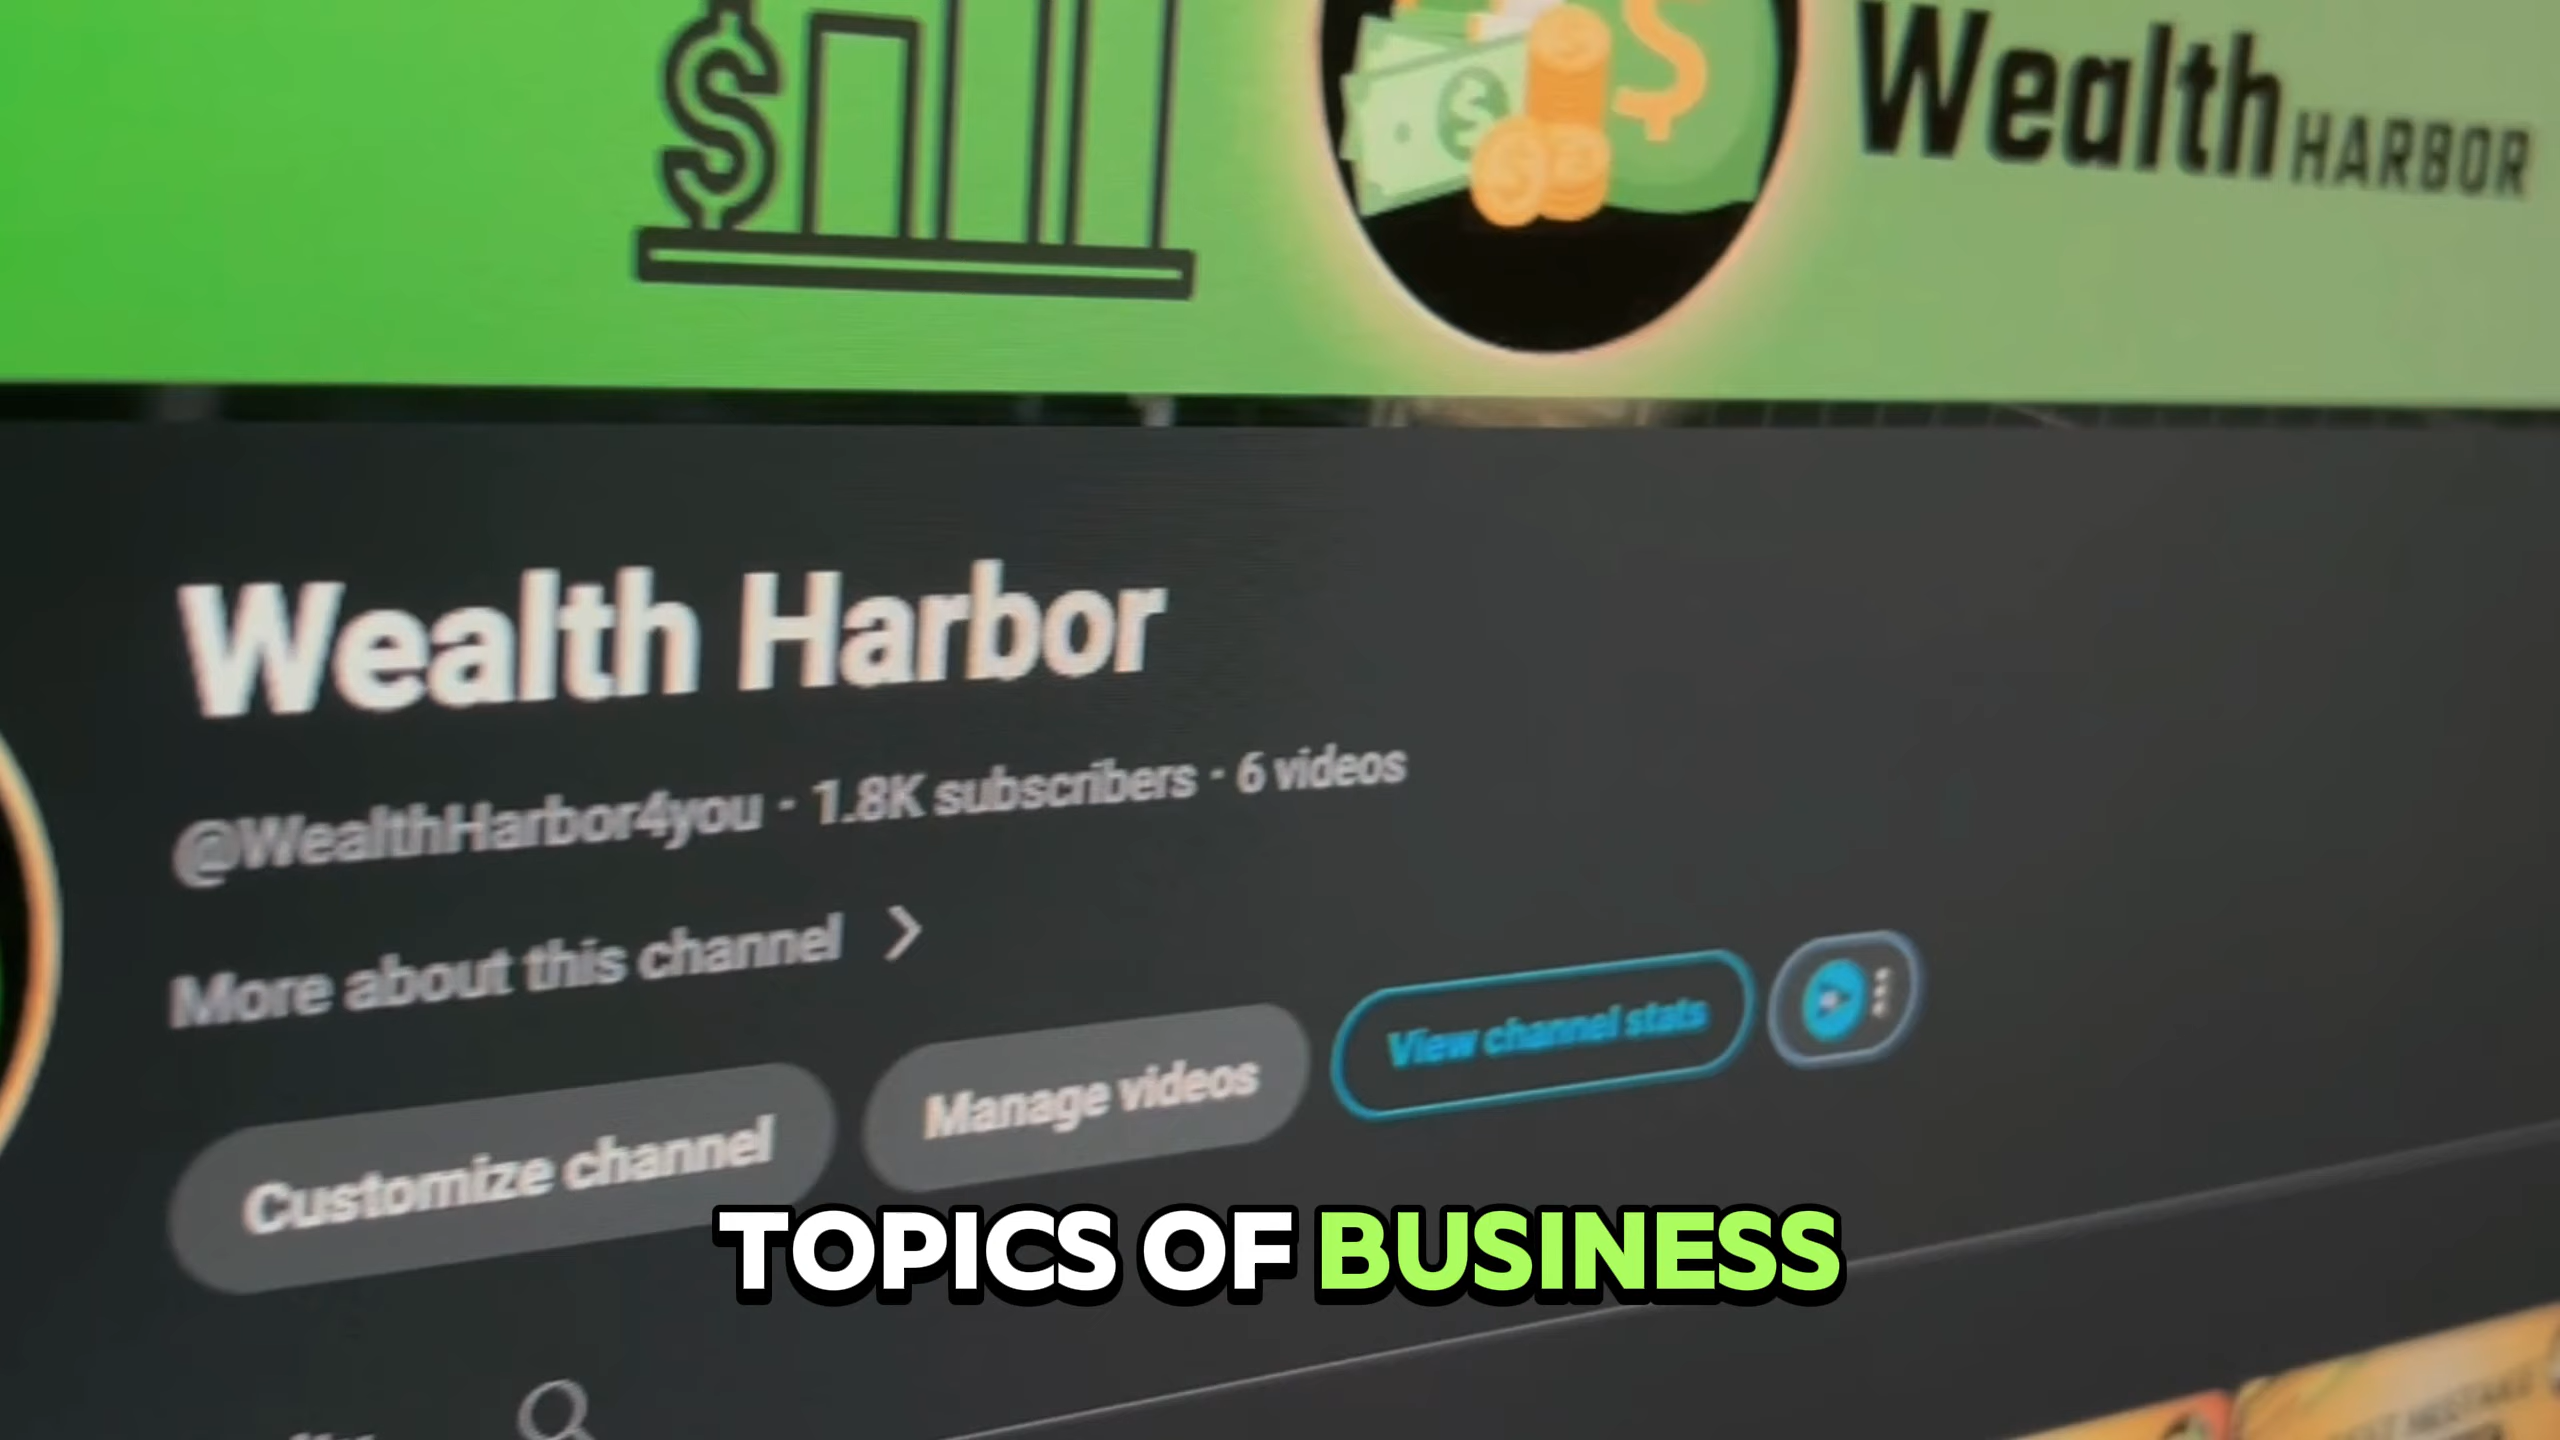 Wealth HARBOR
Wealth Harbor
@WealthHarbor4you · 1.8K subscribers · 6 videos
More about this channel
Customize channel
Manage videos
View channel stats
TOPICS OF BUSINESS